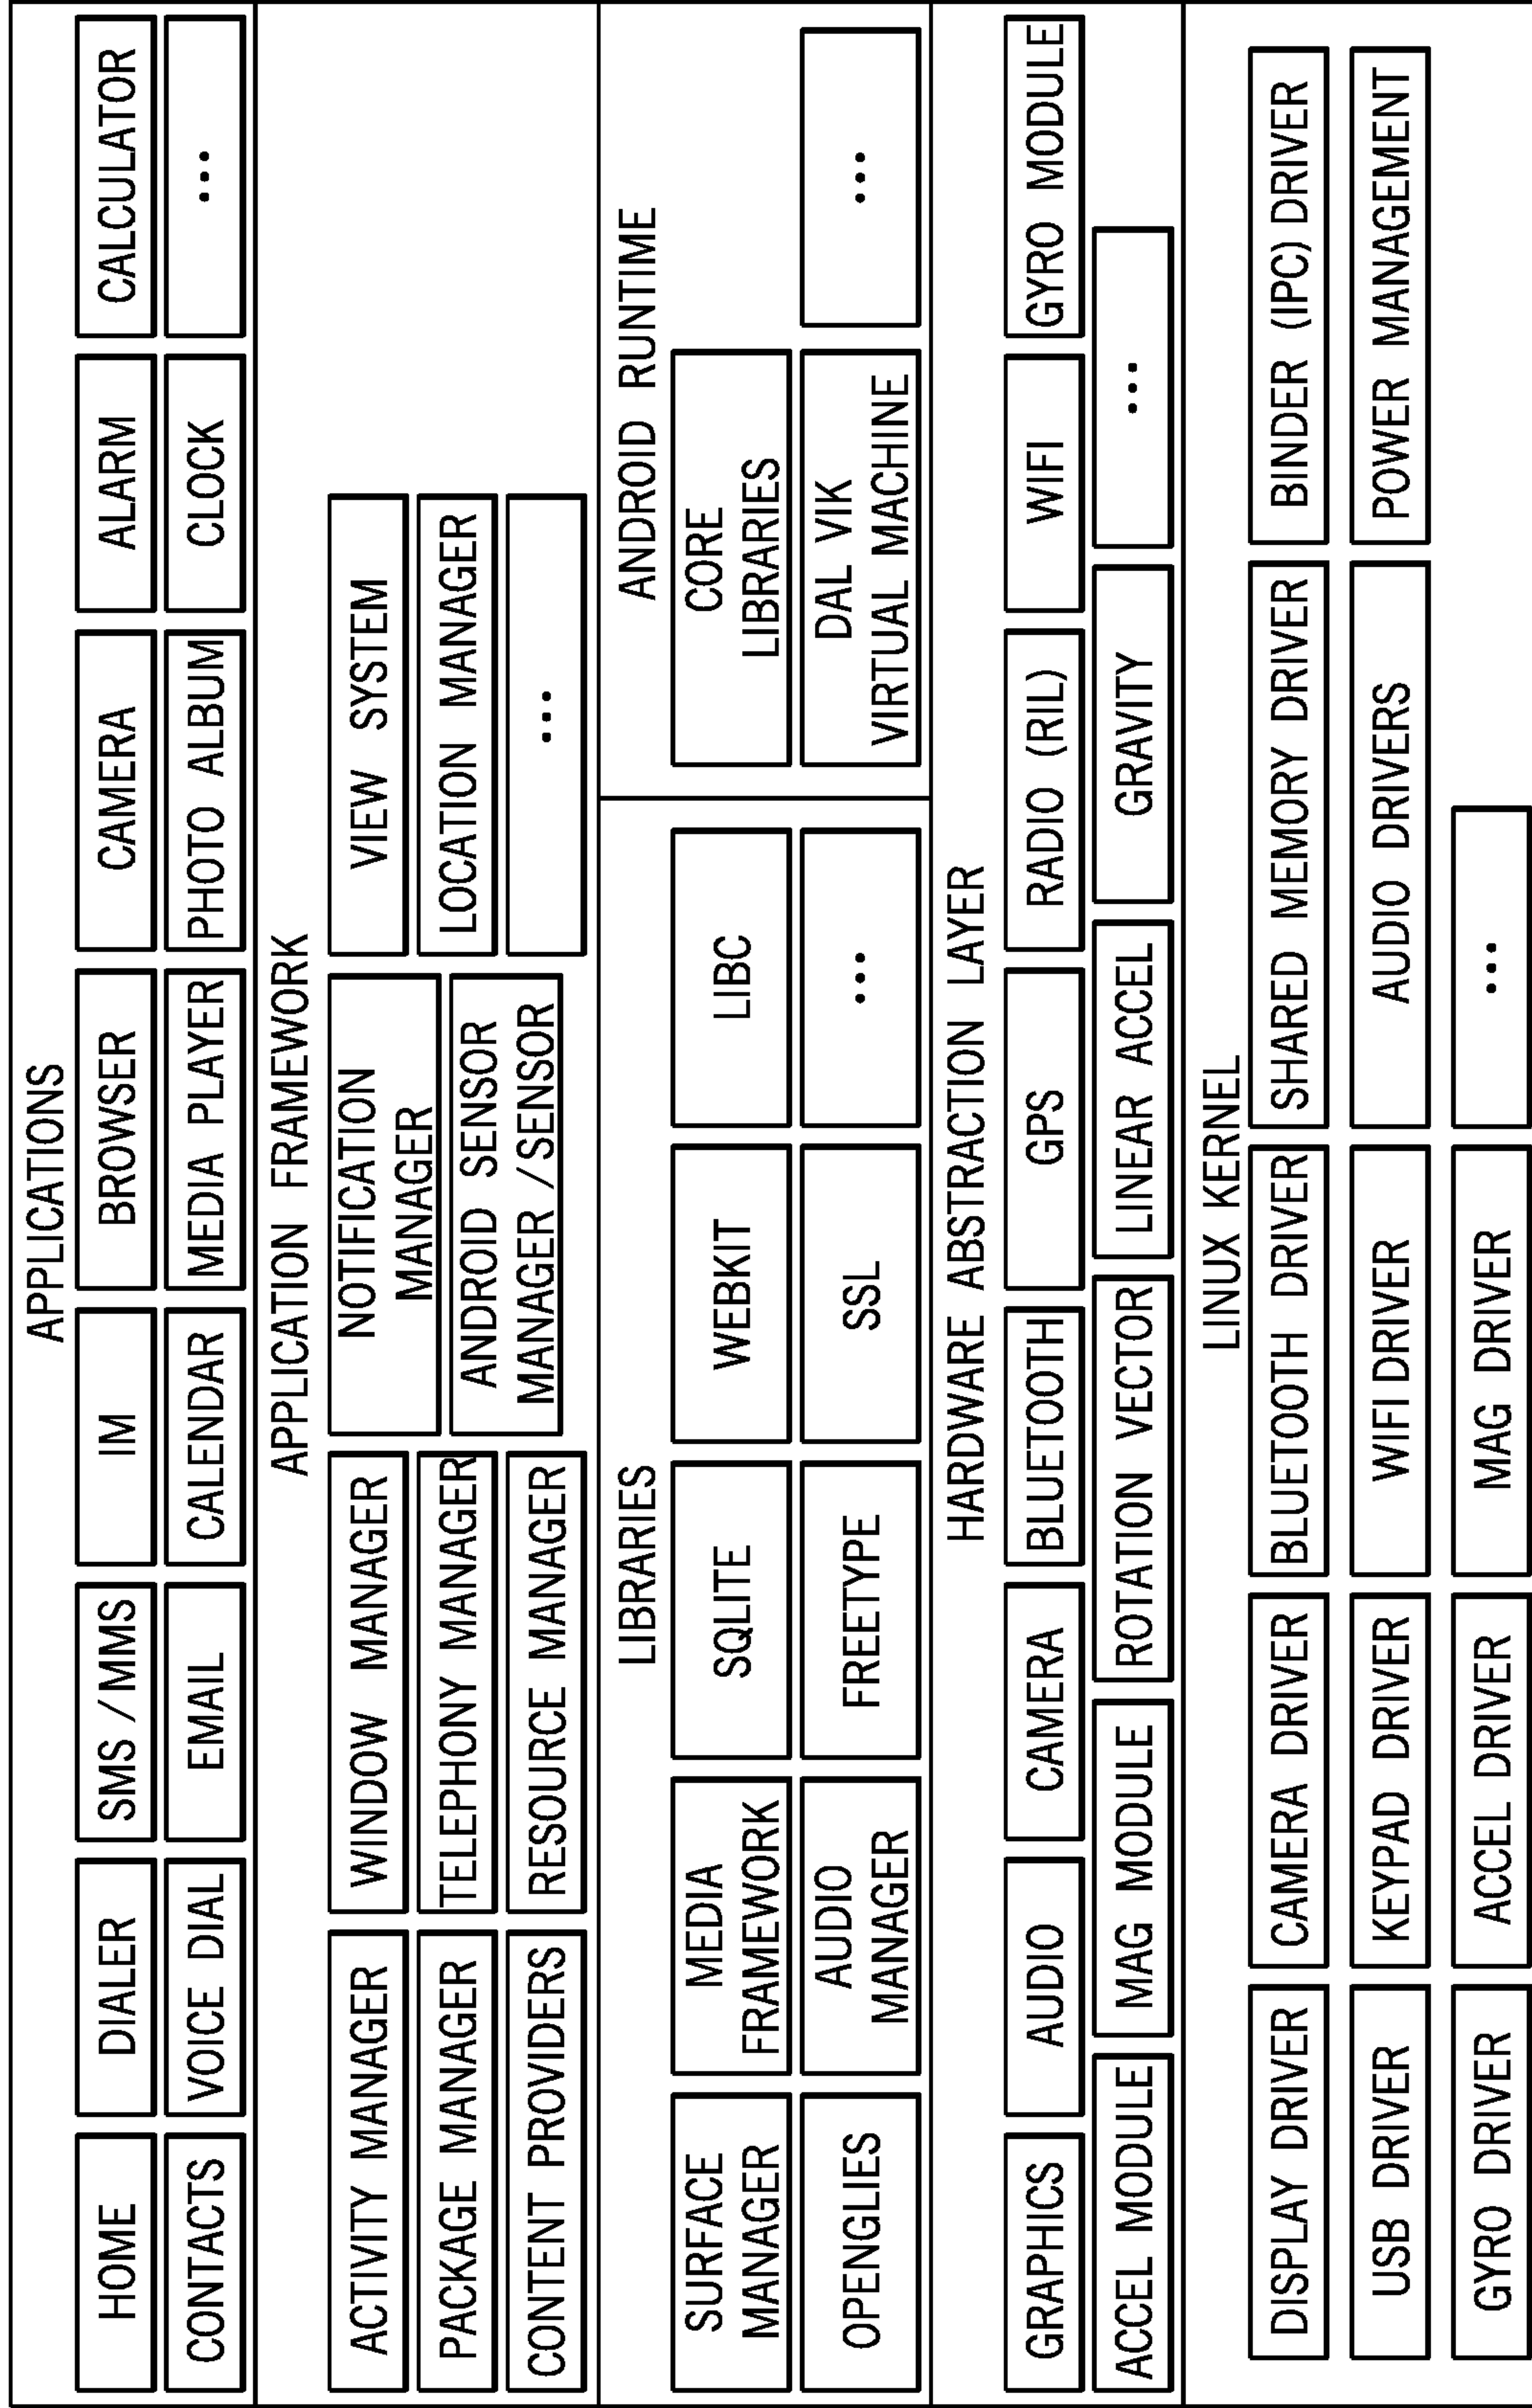 APPLICATIONS
HOME
DIALER
SMS / MMS
IM
BROWSER
CAMERA
ALARM
CALCULATOR
CONTACTS
VOICE DIAL
EMAIL
CALENDAR
MEDIA PLAYER
PHOTO ALBUM
CLOCK
...
APPLICATION FRAMEWORK
ACTIVITY MANAGER
WINDOW MANAGER
NOTIFICATION
MANAGER
VIEW SYSTEM
PACKAGE MANAGER
TELEPHONY MANAGER
ANDROID SENSOR
MANAGER / SENSOR
LOCATION MANAGER
CONTENT PROVIDERS
RESOURCE MANAGER
...
LIBRARIES
SURFACE
MANAGER
MEDIA
FRAMEWORK
SQLITE
WEBKIT
LIBC
OPENGLIES
AUDIO
MANAGER
FREETYPE
SSL
...
ANDROID RUNTIME
CORE
LIBRARIES
DAL VIK
VIRTUAL MACHINE
...
HARDWARE ABSTRACTION LAYER
GRAPHICS
AUDIO
CAMERA
BLUETOOTH
GPS
RADIO (RIL)
WIFI
GYRO MODULE
ACCEL MODULE
MAG MODULE
ROTATION VECTOR
LINEAR ACCEL
GRAVITY
...
LINUX KERNEL
DISPLAY DRIVER
CAMERA DRIVER
BLUETOOTH DRIVER
SHARED MEMORY DRIVER
BINDER (IPC) DRIVER
USB DRIVER
KEYPAD DRIVER
WIFI DRIVER
AUDIO DRIVERS
POWER MANAGEMENT
GYRO DRIVER
ACCEL DRIVER
MAG DRIVER
...